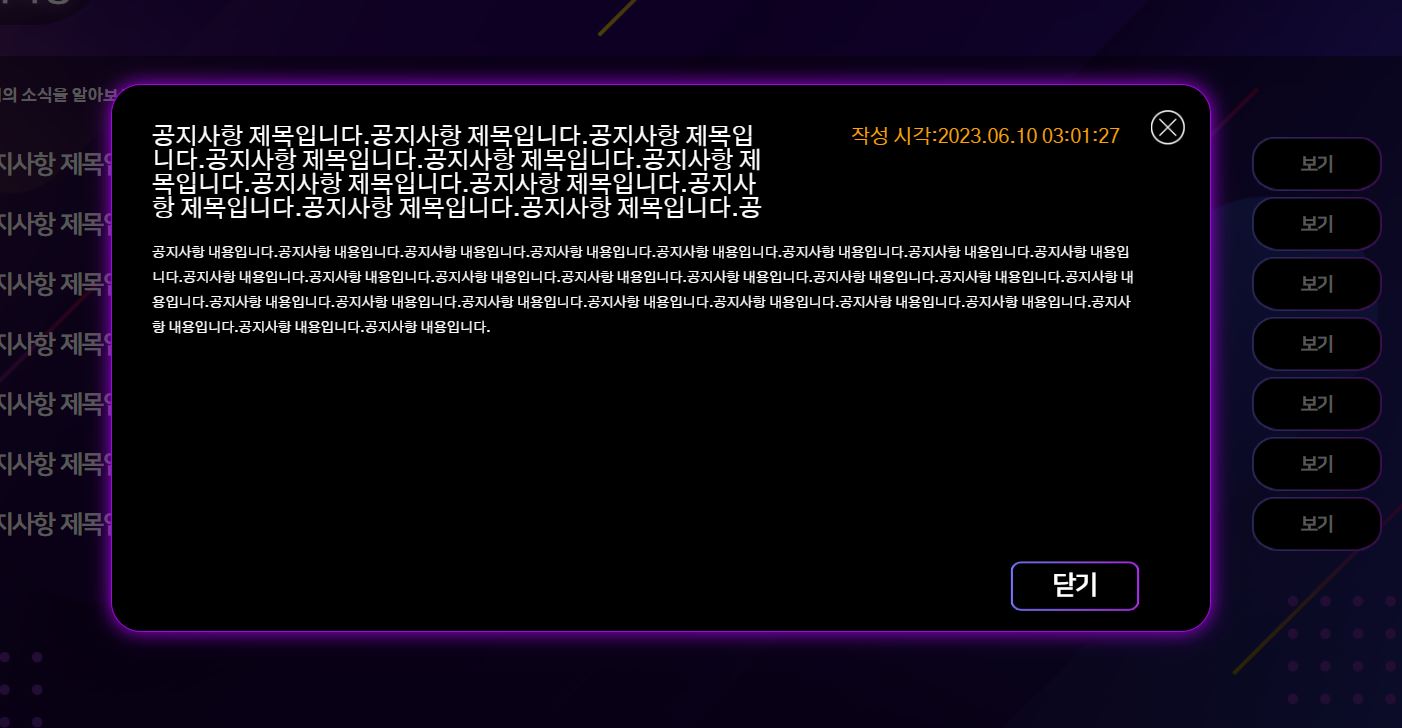 의 소식을 알아보
공지사항 제목입니다.공지사항 제목입니다.공지사항 제목입
니다.공지사항 제목입니다.공지사항 제목입니다.공지사항 제
목입니다.공지사항 제목입니다.공지사항 제목입니다.공지사
항 제목입니다.공지사항 제목입니다.공지사항 제목입니다.공
작성 시각:2023.06.10 03:01:27
공지사항 내용입니다.공지사항 내용입니다.공지사항 내용입니다.공지사항 내용입니다.공지사항 내용입니다.공지사항 내용입니다.공지사항 내용입니다.공지사항 내용입
니다.공지사항 내용입니다.공지사항 내용입니다.공지사항 내용입니다.공지사항 내용입니다.공지사항 내용입니다.공지사항 내용입니다.공지사항 내용입니다.공지사항 내
용입니다.공지사항 내용입니다.공지사항 내용입니다.공지사항 내용입니다.공지사항 내용입니다.공지사항 내용입니다.공지사항 내용입니다.공지사항 내용입니다.공지사
항 내용입니다.공지사항 내용입니다.공지사항 내용입니다.
닫기
지사항 제목
보기
지사항 제목
보기
지사항 제목
보기
지사항 제목
보기
지사항 제목
보기
지사항 제목
보기
지사항 제목
보기